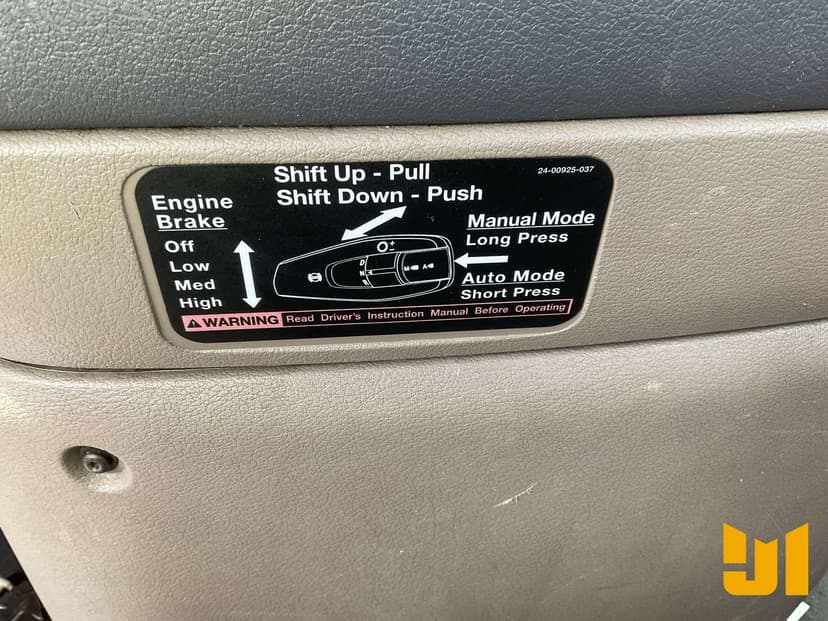 Shift Up - Pull
Shift Down - Push
24-00925-037
Engine
Brake
Off
Low
Med
High
Manual Mode
Long Press
Auto Mode
Short Press
O+
-
D
N
R
M
A
WARNING Read Driver's Instruction Manual Before Operating